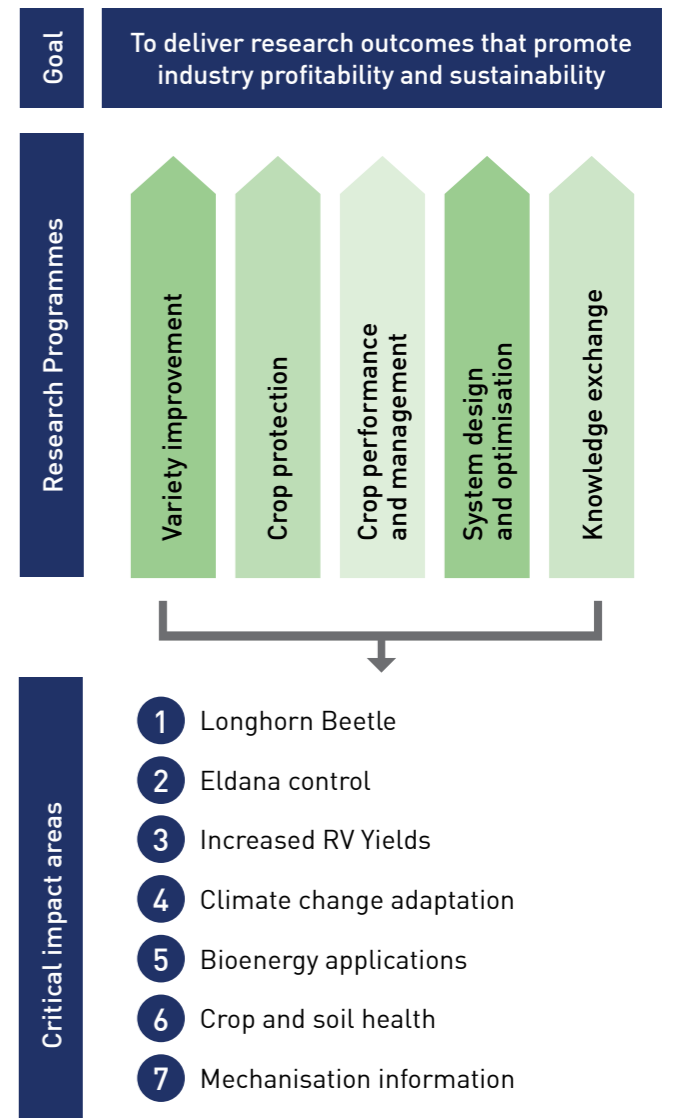 Goal
To deliver research outcomes that promote
industry profitability and sustainability
Research Programmes
Variety improvement
Crop protection
Crop performance
and management
System design
and optimisation
Knowledge exchange
Critical impact areas
1 Longhorn Beetle
2 Eldana control
3 Increased RV Yields
4 Climate change adaptation
5 Bioenergy applications
6 Crop and soil health
7 Mechanisation information